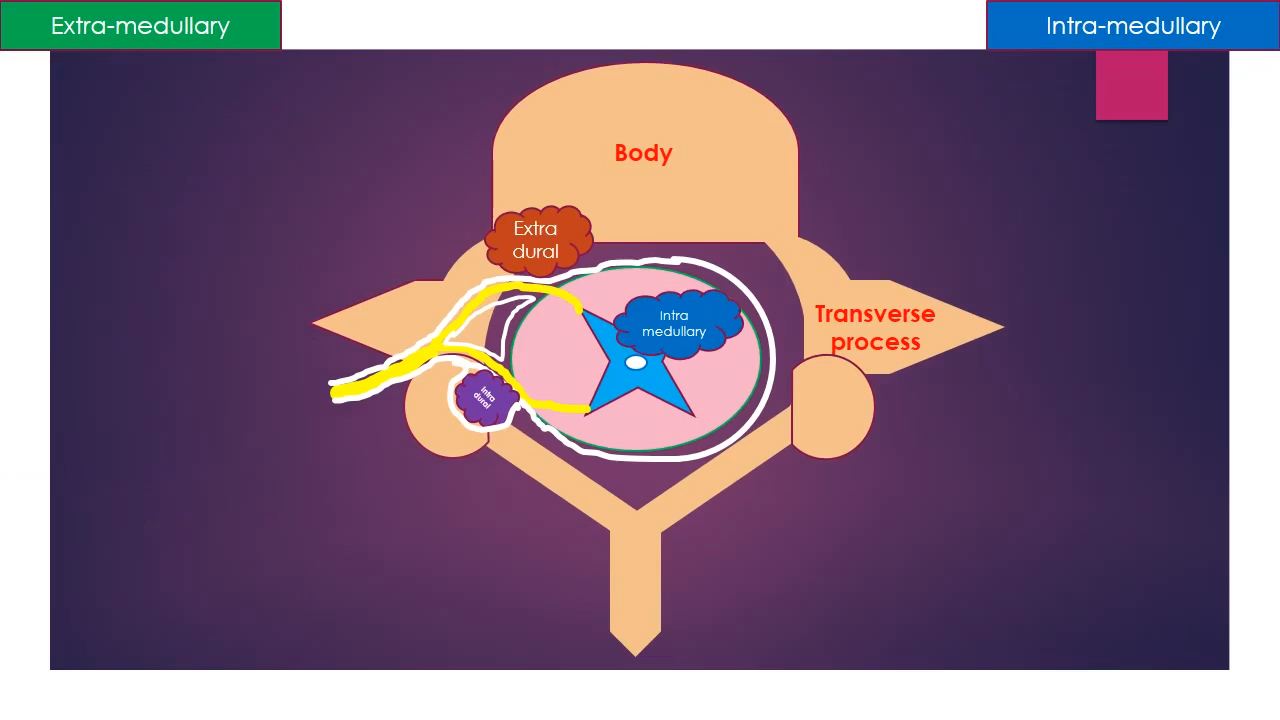 Extra-medullary
Intra-medullary
Body
Extra
dural
Intra
medullary
Transverse
process
Intra
dural